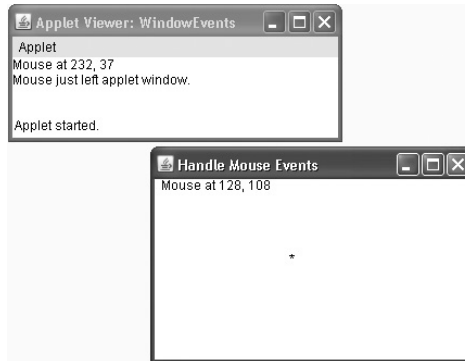 Applet Viewer: WindowEvents
Applet
Mouse at 232, 37
Mouse just left applet window.
Applet started.
Handle Mouse Events
Mouse at 128, 108
*